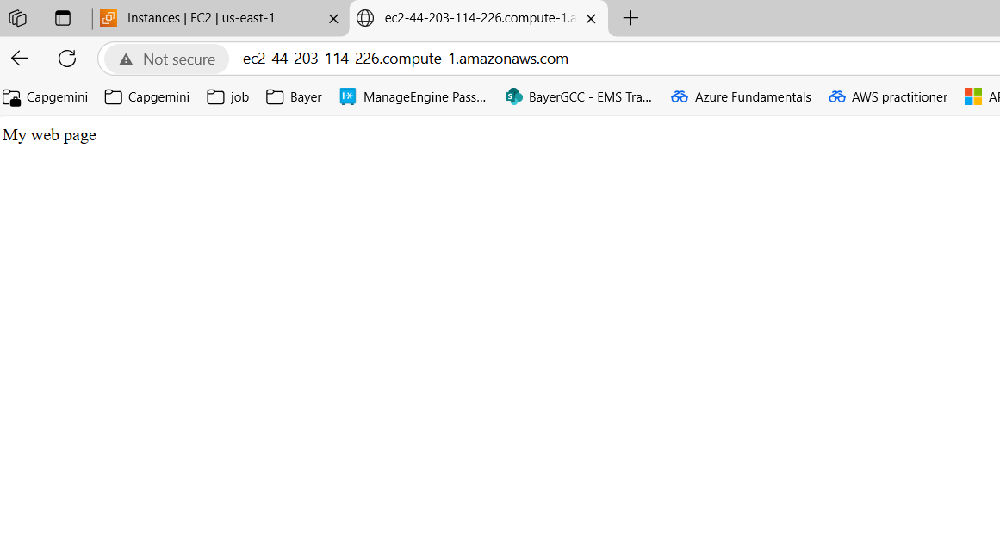 Instances | EC2 | us-east-1
ec2-44-203-114-226.compute-1.a
Not secure
ec2-44-203-114-226.compute-1.amazonaws.com
Capgemini Capgemini job Bayer ManageEngine Pass... BayerGCC - EMS Tra... Azure Fundamentals AWS practitioner
My web page